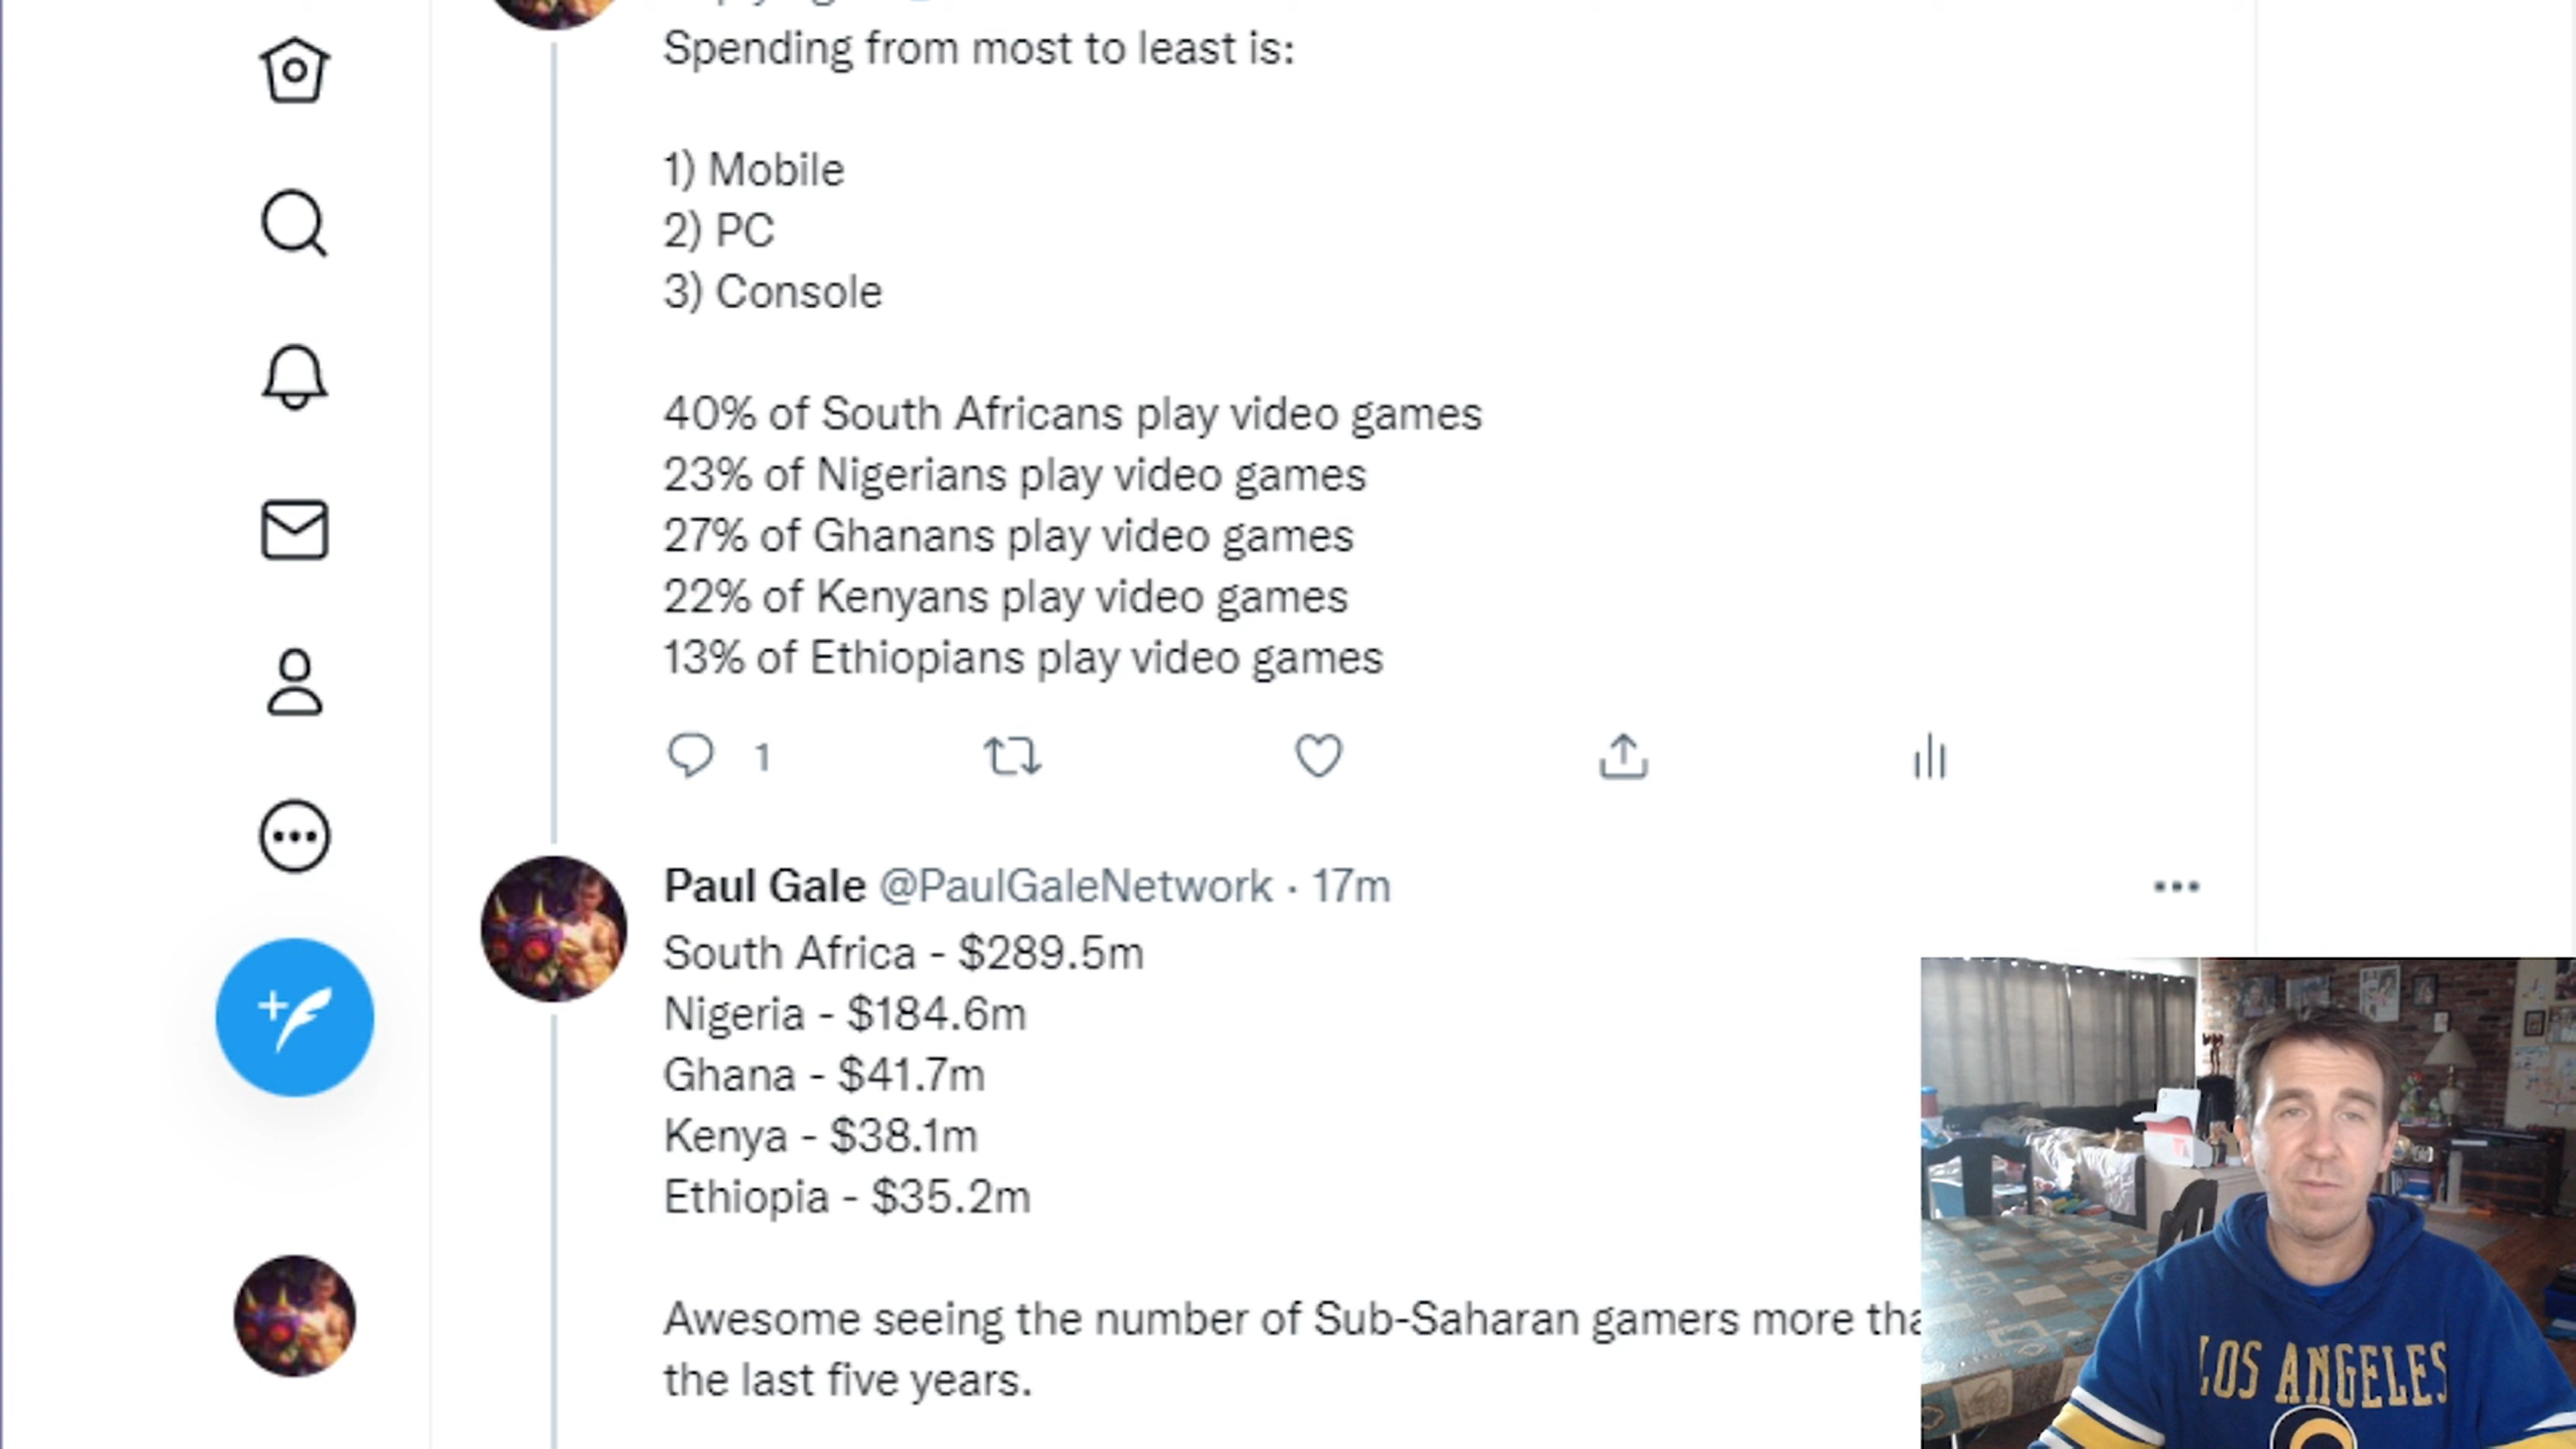 Spending from most to least is:
1) Mobile
2) PC
3) Console
40% of South Africans play video games
23% of Nigerians play video games
27% of Ghanans play video games
22% of Kenyans play video games
13% of Ethiopians play video games
1
Paul Gale @PaulGaleNetwork · 17m
South Africa - $289.5m
Nigeria - $184.6m
Ghana - $41.7m
Kenya - $38.1m
Ethiopia - $35.2m
Awesome seeing the number of Sub-Saharan gamers more
the last five years.
LOS ANGELES